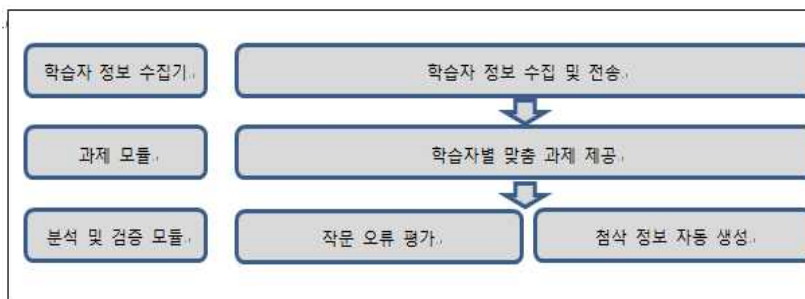 학습자 정보 수집기
학습자 정보 수집 및 전송
과제 모듈
학습자별 맞춤 과제 제공
분석 및 검증 모듈
작문 오류 평가
첨삭 정보 자동 생성